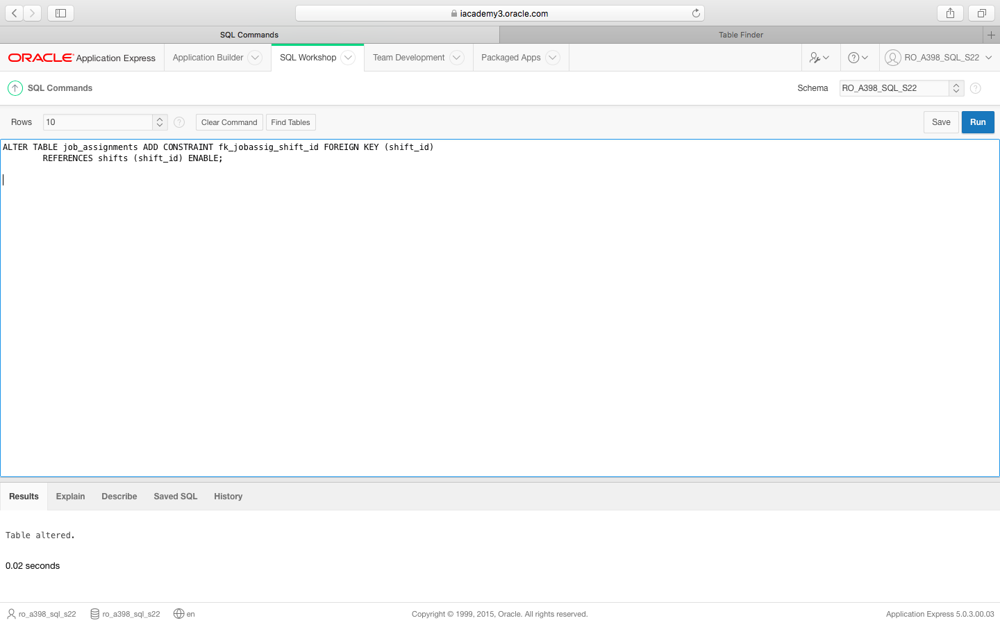 iacademy3.oracle.com
SQL Commands
Table Finder
ORACLE Application Express
Application Builder
SQL Workshop
Team Development
Packaged Apps
RO_A398_SQL_S22
SQL Commands
Schema
RO_A398_SQL_S22
Rows
10
Clear Command
Find Tables
Save
Run
ALTER TABLE job_assignments ADD CONSTRAINT fk_jobassig_shift_id FOREIGN KEY (shift_id)
REFERENCES shifts (shift_id) ENABLE;
Results
Explain
Describe
Saved SQL
History
Table altered.
0.02 seconds
ro_a398_sql_s22
ro_a398_sql_s22
en
Copyright © 1999, 2015, Oracle. All rights reserved.
Application Express 5.0.3.00.03